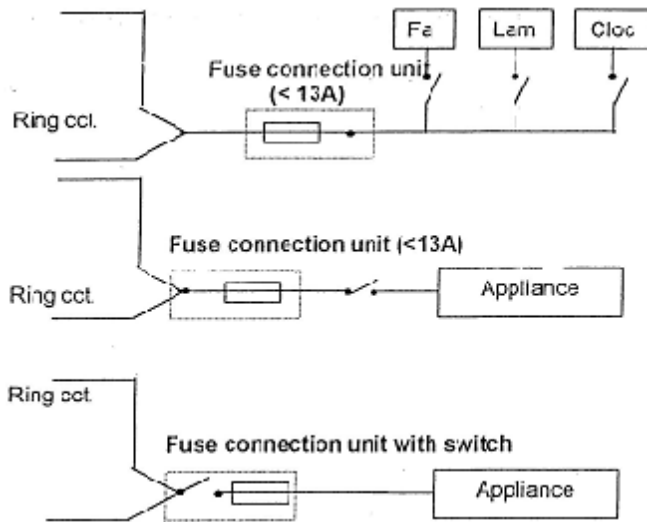 Fa Lam Cloc
Fuse connection unit
(< 13A)
Ring cct.
Fuse connection unit (<13A)
Ring cct.
Appliance
Ring cct.
Fuse connection unit with switch
Appliance